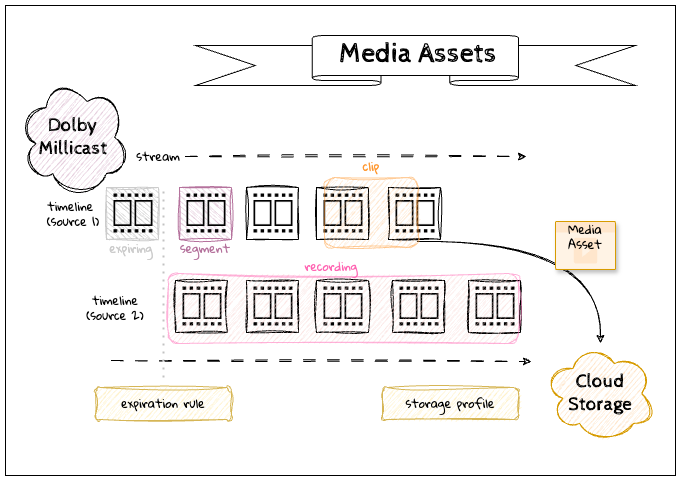 Media Assets
Dolby
Millicast
stream
clip
timeline
(source 1)
expiring
segment
Media
Asset
recording
timeline
(source 2)
Cloud
Storage
expiration rule
storage profile